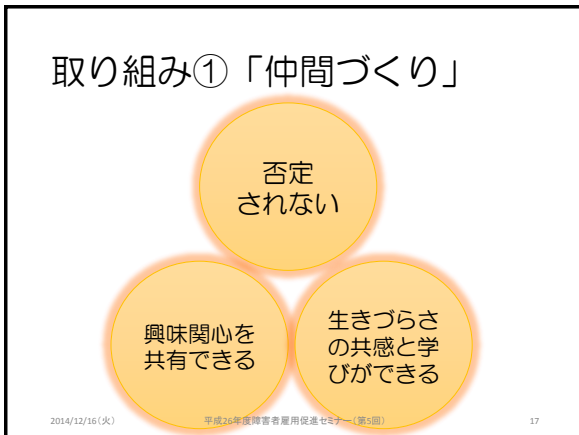 取り組み①「仲間づくり」
否定
されない
興味関心を
共有できる
生きづらさ
の共感と学
びができる
2014/12/16(火)
平成26年度障害者雇用促進セミナー(第5回)
17